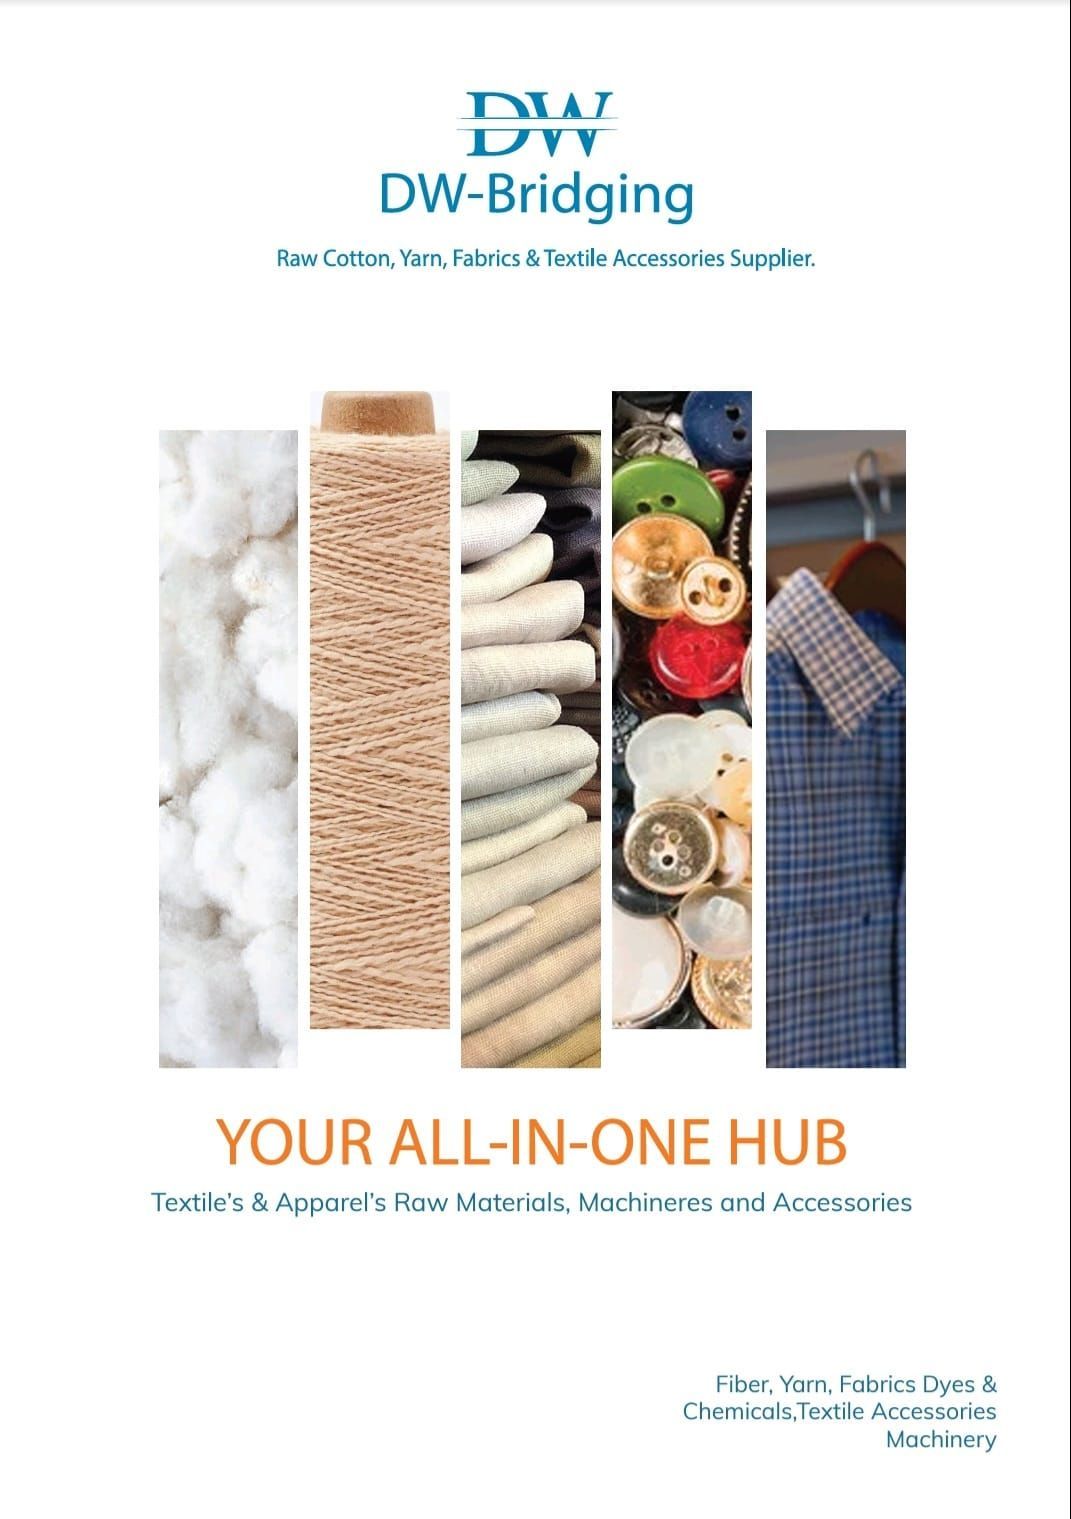 DW
DW-Bridging
Raw Cotton, Yarn, Fabrics & Textile Accessories Supplier.
YOUR ALL-IN-ONE HUB
Textile's & Apparel's Raw Materials, Machineres and Accessories
Fiber, Yarn, Fabrics Dyes &
Chemicals,Textile Accessories
Machinery